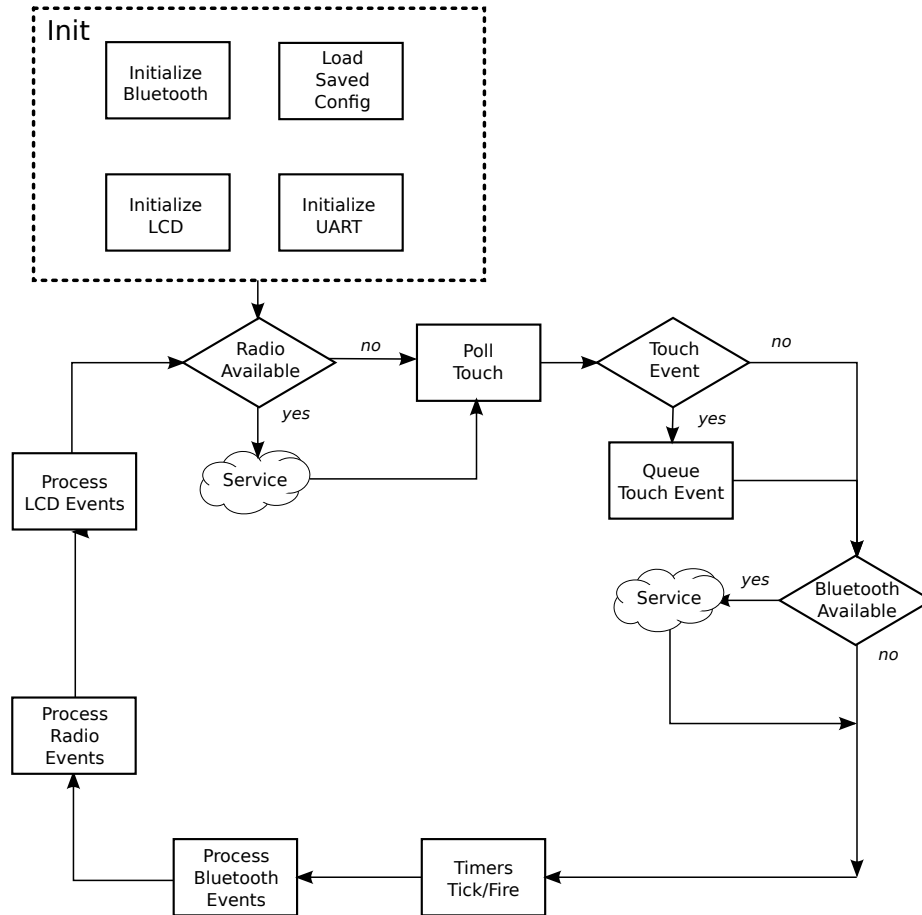 Init
Initialize
Bluetooth
Load
Saved
Config
Initialize
LCD
Initialize
UART
Radio
Available
no
yes
Poll
Touch
Touch
Event
no
yes
Process
LCD Events
Service
Queue
Touch Event
Service
yes
Bluetooth
Available
no
Process
Radio
Events
Process
Bluetooth
Events
Timers
Tick/Fire